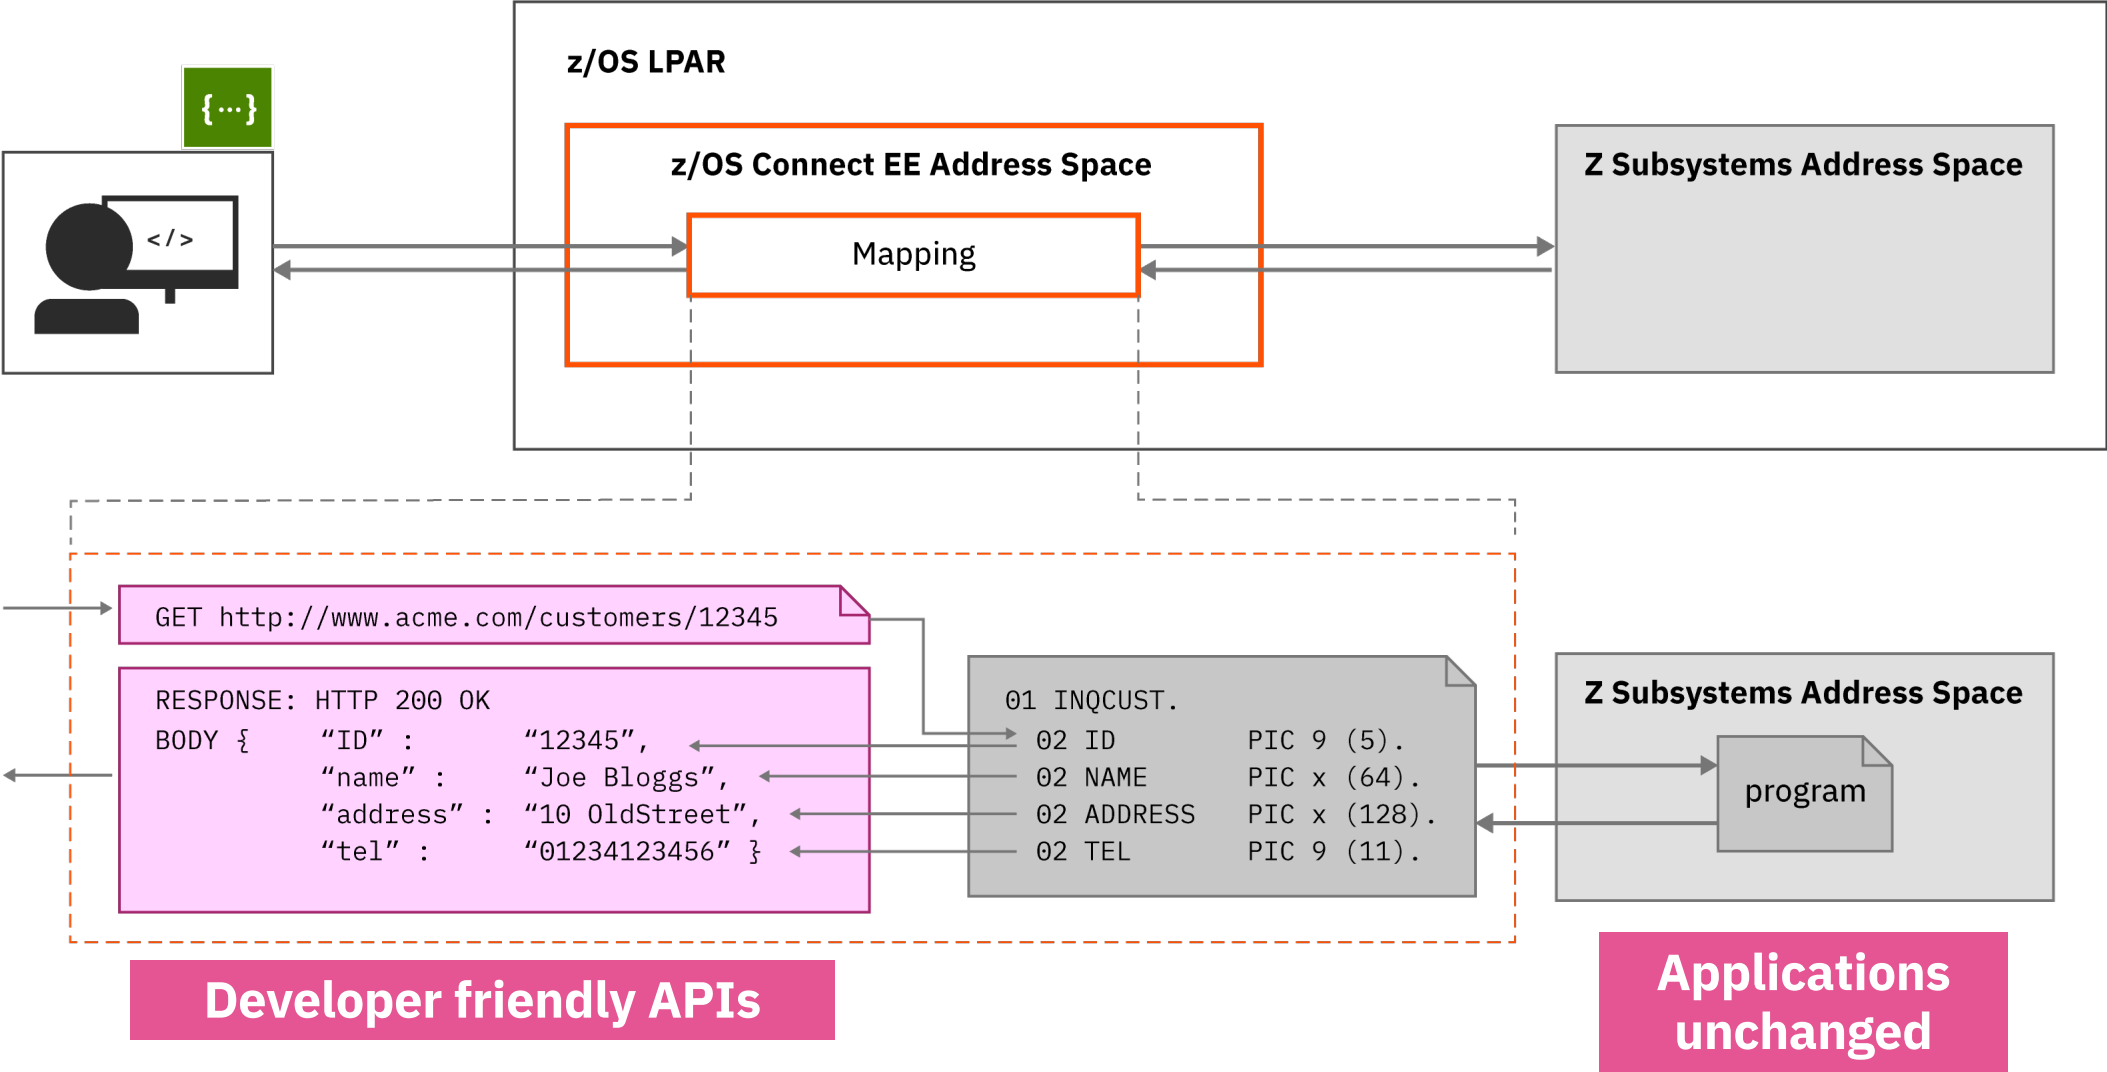 z/OS LPAR
{...}
z/OS Connect EE Address Space
Z Subsystems Address Space
</>
Mapping
GET http://www.acme.com/customers/12345
RESPONSE: HTTP 200 OK
BODY { “ID” : “12345”,
“name” : “Joe Bloggs”,
“address” : “10 OldStreet”,
“tel” : “01234123456” }
01 INQCUST.
02 ID PIC 9 (5).
02 NAME PIC x (64).
02 ADDRESS PIC x (128).
02 TEL PIC 9 (11).
Z Subsystems Address Space
program
Developer friendly APIs
Applications
unchanged